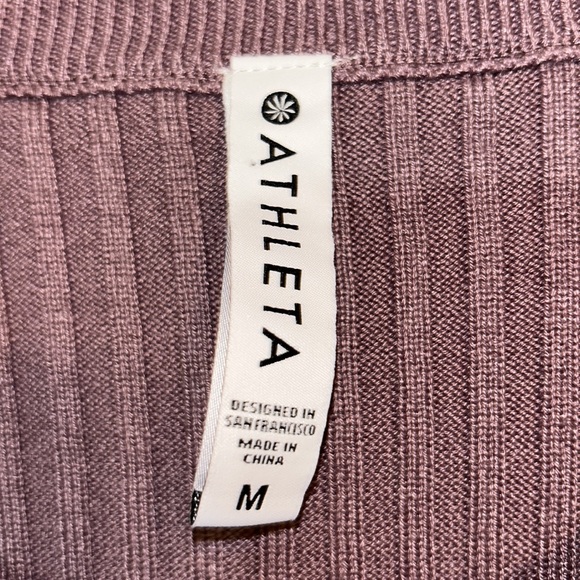 ATHLETA
DESIGNED IN
SAN FRANCISCO
MADE IN
CHINA
M